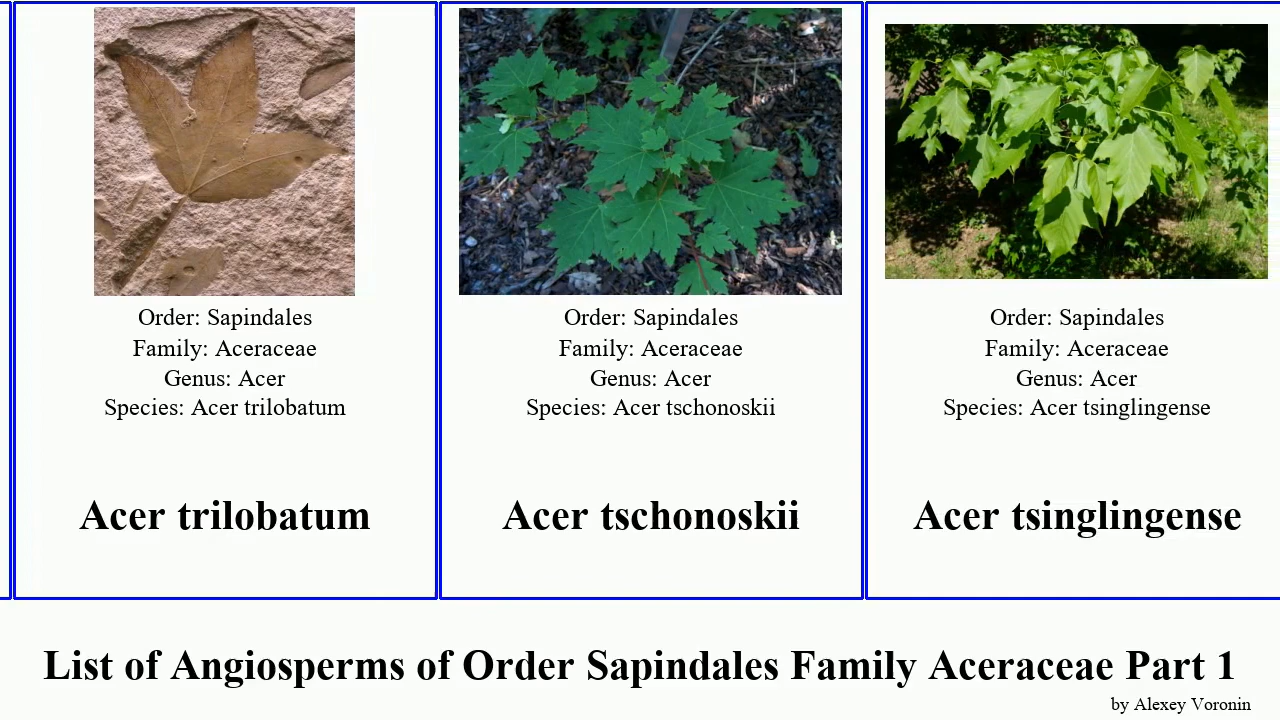 Order: Sapindales
Family: Aceraceae
Genus: Acer
Species: Acer trilobatum
Acer trilobatum
Order: Sapindales
Family: Aceraceae
Genus: Acer
Species: Acer tschonoskii
Acer tschonoskii
Order: Sapindales
Family: Aceraceae
Genus: Acer
Species: Acer tsinglingense
Acer tsinglingense
List of Angiosperms of Order Sapindales Family Aceraceae Part 1
by Alexey Voronin